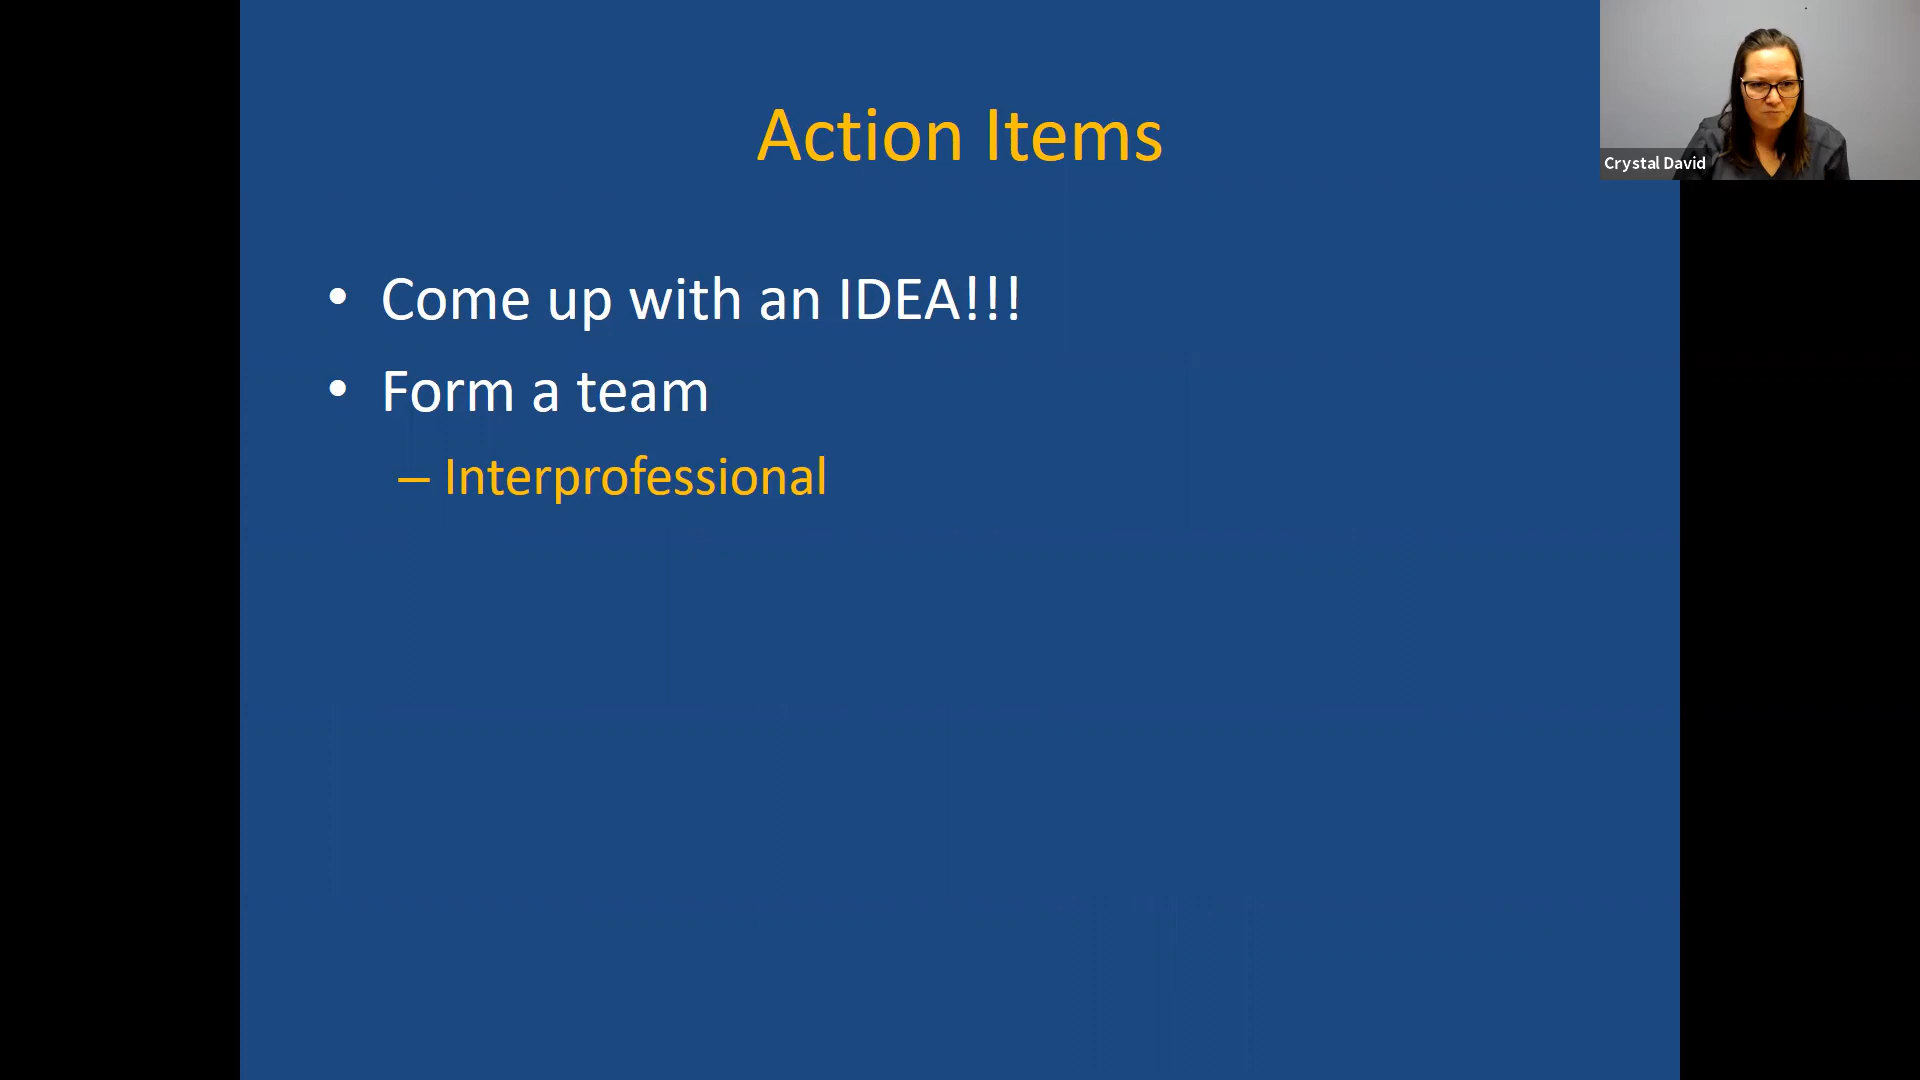 Action Items
Crystal David
• Come up with an IDEA!!!
• Form a team
– Interprofessional